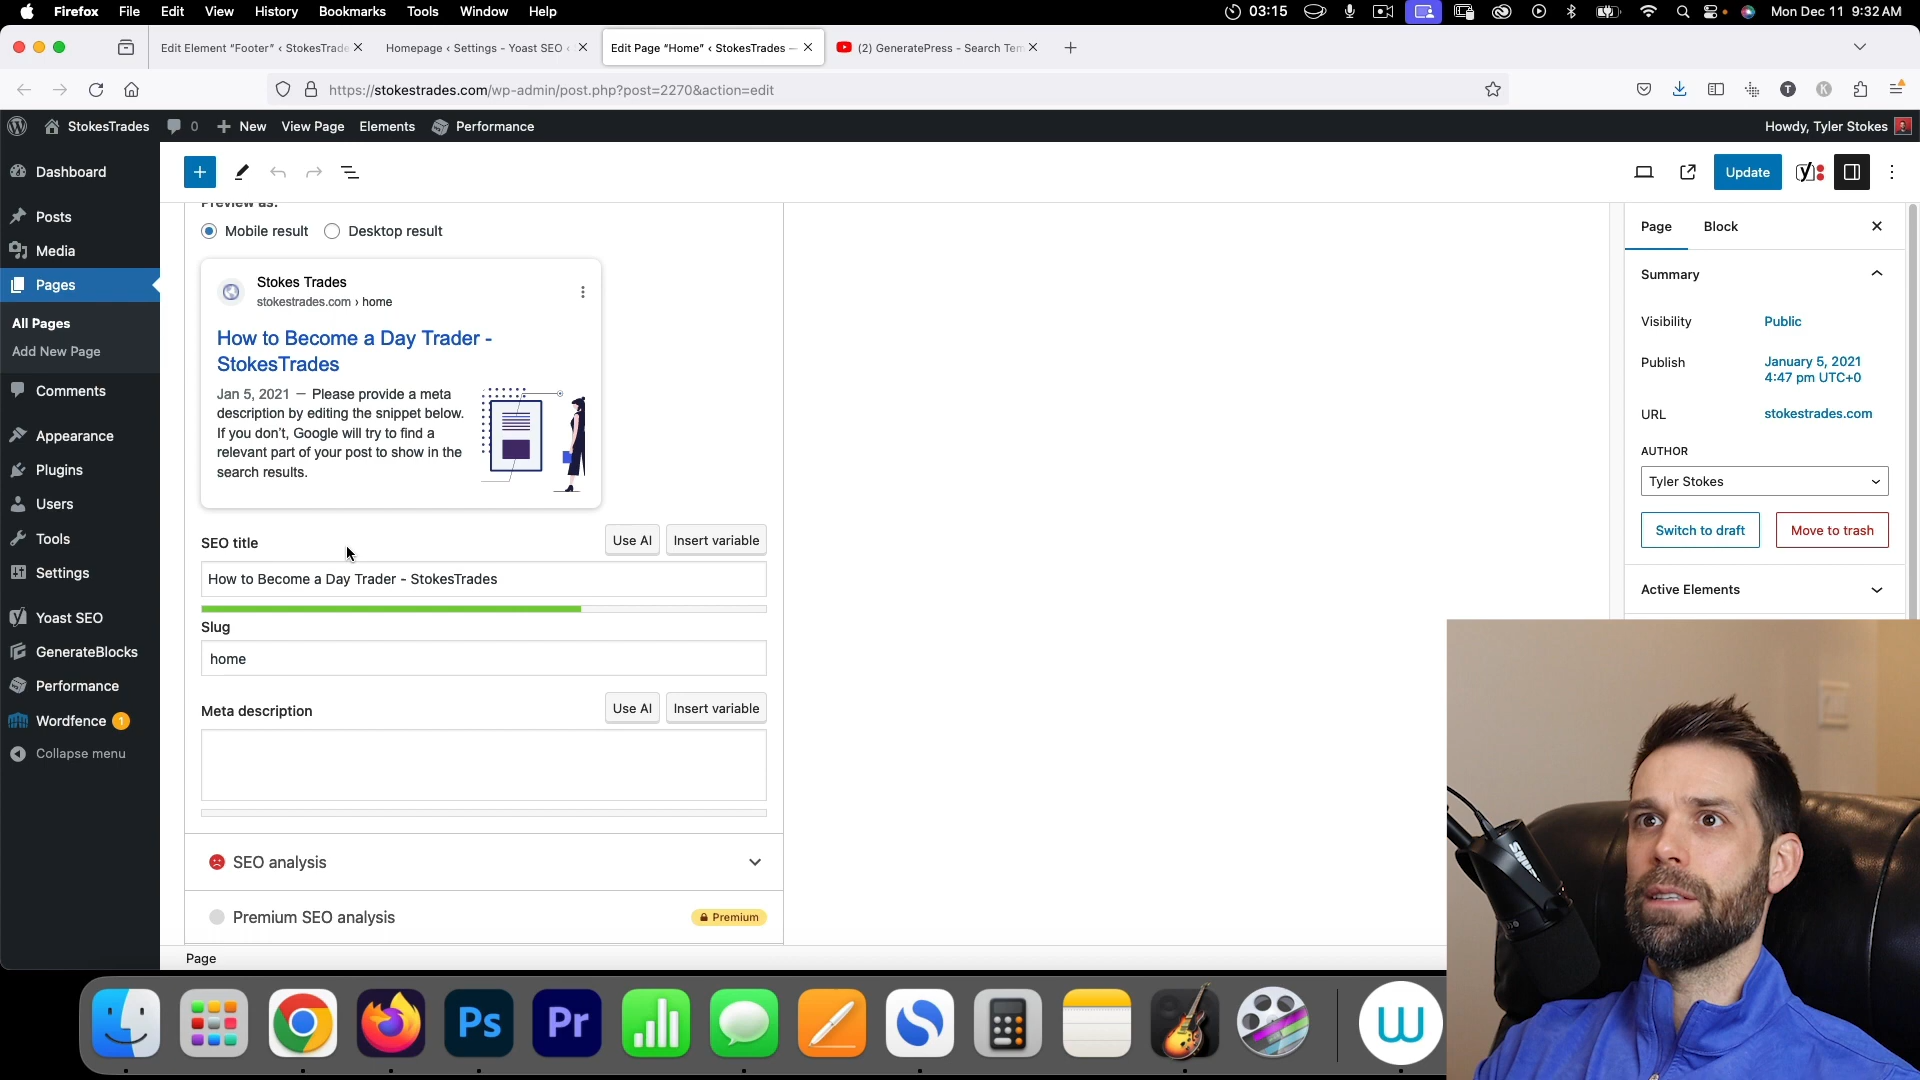 Firefox File Edit View History Bookmarks Tools Window Help 03:15 Mon Dec 11 9:32 AM
Edit Element “Footer” ‹ StokesTrade Homepage ‹ Settings - Yoast SEO ‹ Edit Page “Home” ‹ StokesTrades — (2) GeneratePress - Search Tem
https://stokestrades.com/wp-admin/post.php?post=2270&action=edit
StokesTrades 0 New View Page Elements Performance Howdy, Tyler Stokes
Dashboard
Posts
Media
Pages
All Pages
Add New Page
Comments
Appearance
Plugins
Users
Tools
Settings
Yoast SEO
GenerateBlocks
Performance
Wordfence 1
Collapse menu
Update
Preview as:
Mobile result Desktop result
Stokes Trades
stokestrades.com › home
How to Become a Day Trader -
StokesTrades
Jan 5, 2021 — Please provide a meta
description by editing the snippet below.
If you don’t, Google will try to find a
relevant part of your post to show in the
search results.
SEO title Use AI Insert variable
How to Become a Day Trader - StokesTrades
Slug
home
Meta description Use AI Insert variable
SEO analysis
Premium SEO analysis Premium
Page
Page Block
Summary
Visibility Public
Publish January 5, 2021
4:47 pm UTC+0
URL stokestrades.com
AUTHOR
Tyler Stokes
Switch to draft Move to trash
Active Elements
Ps Pr W
SHURE